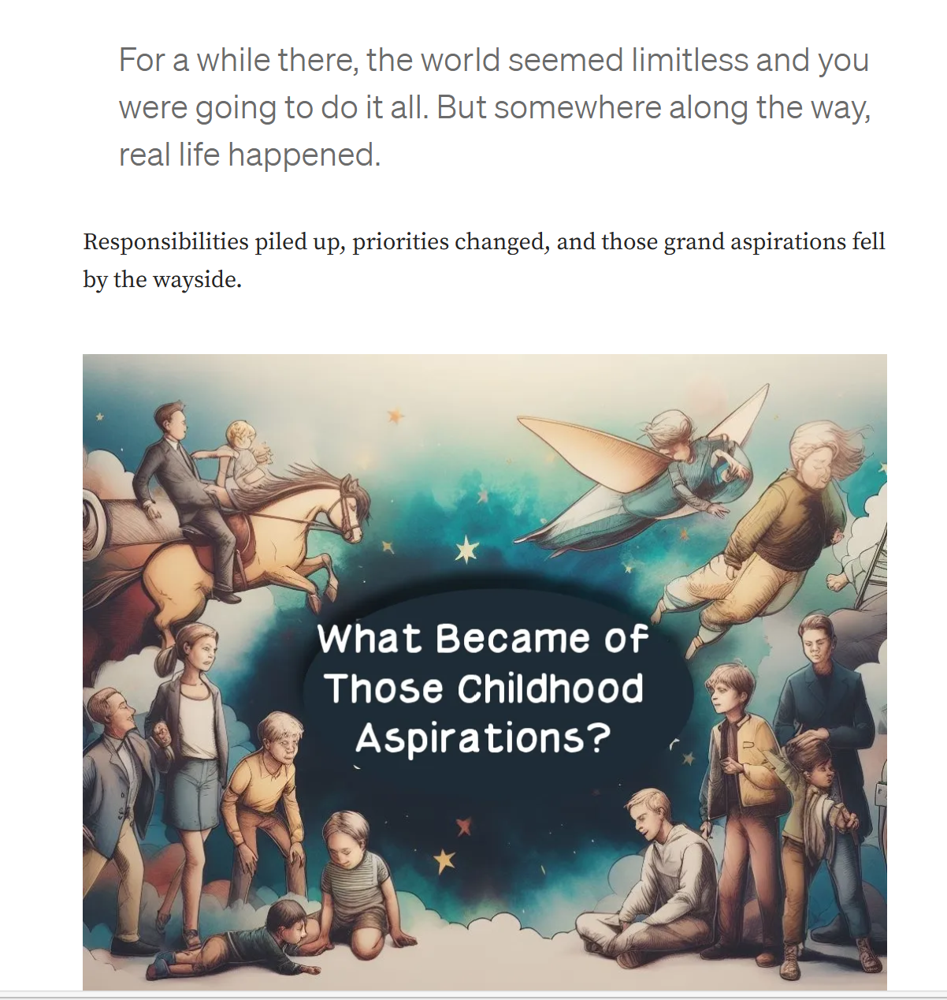 For a while there, the world seemed limitless and you
were going to do it all. But somewhere along the way,
real life happened.
Responsibilities piled up, priorities changed, and those grand aspirations fell
by the wayside.
What Became of
Those Childhood
Aspirations?